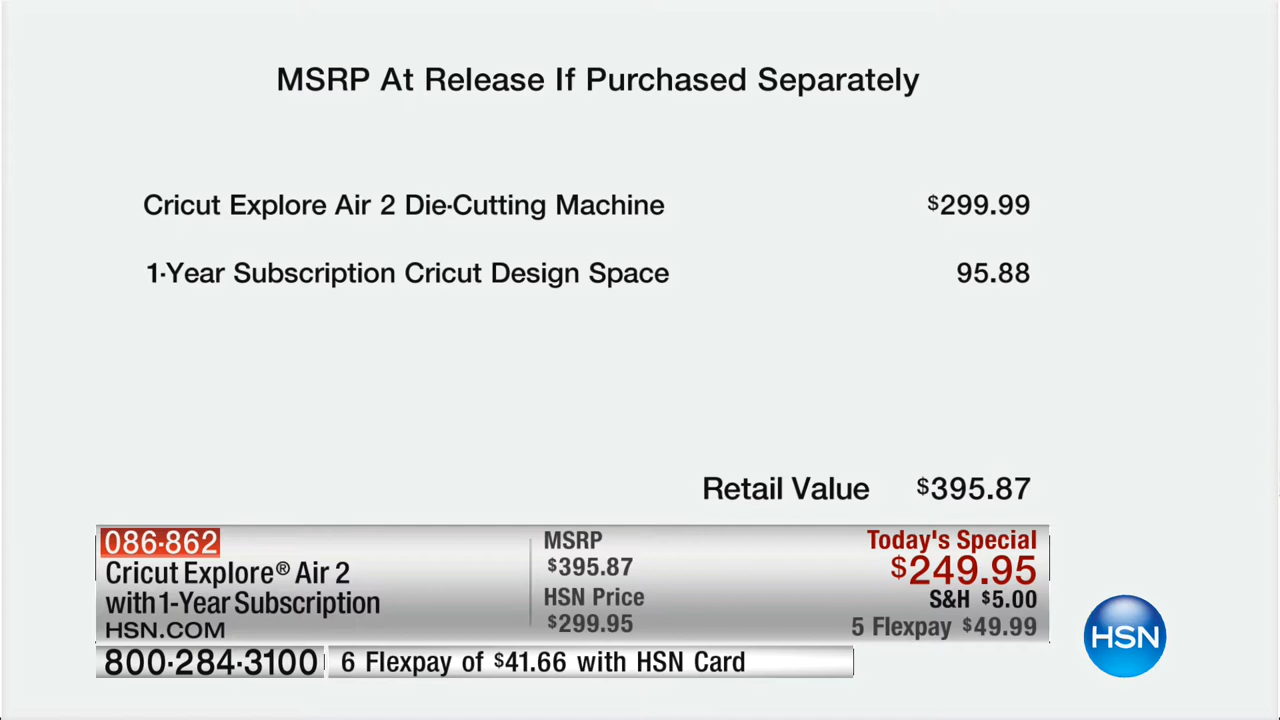 MSRP At Release If Purchased Separately
Cricut Explore Air 2 Die-Cutting Machine $299.99
1-Year Subscription Cricut Design Space 95.88
Retail Value $395.87
086-862
Cricut Explore® Air 2
with 1-Year Subscription
HSN.COM
MSRP
$395.87
HSN Price
$299.95
Today's Special
$249.95
S&H $5.00
5 Flexpay $49.99
HSN
800-284-3100
6 Flexpay of $41.66 with HSN Card